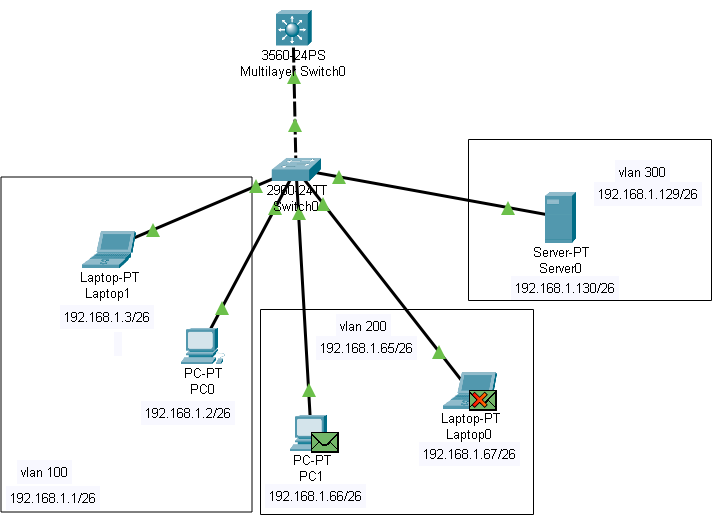 3560-24PS
Multilayer Switch0
2960-24TT
Switch0
vlan 300
192.168.1.129/26
Server-PT
Server0
192.168.1.130/26
Laptop-PT
Laptop1
192.168.1.3/26
PC-PT
PC0
192.168.1.2/26
vlan 100
192.168.1.1/26
vlan 200
192.168.1.65/26
Laptop-PT
Laptop0
192.168.1.67/26
PC-PT
PC1
192.168.1.66/26